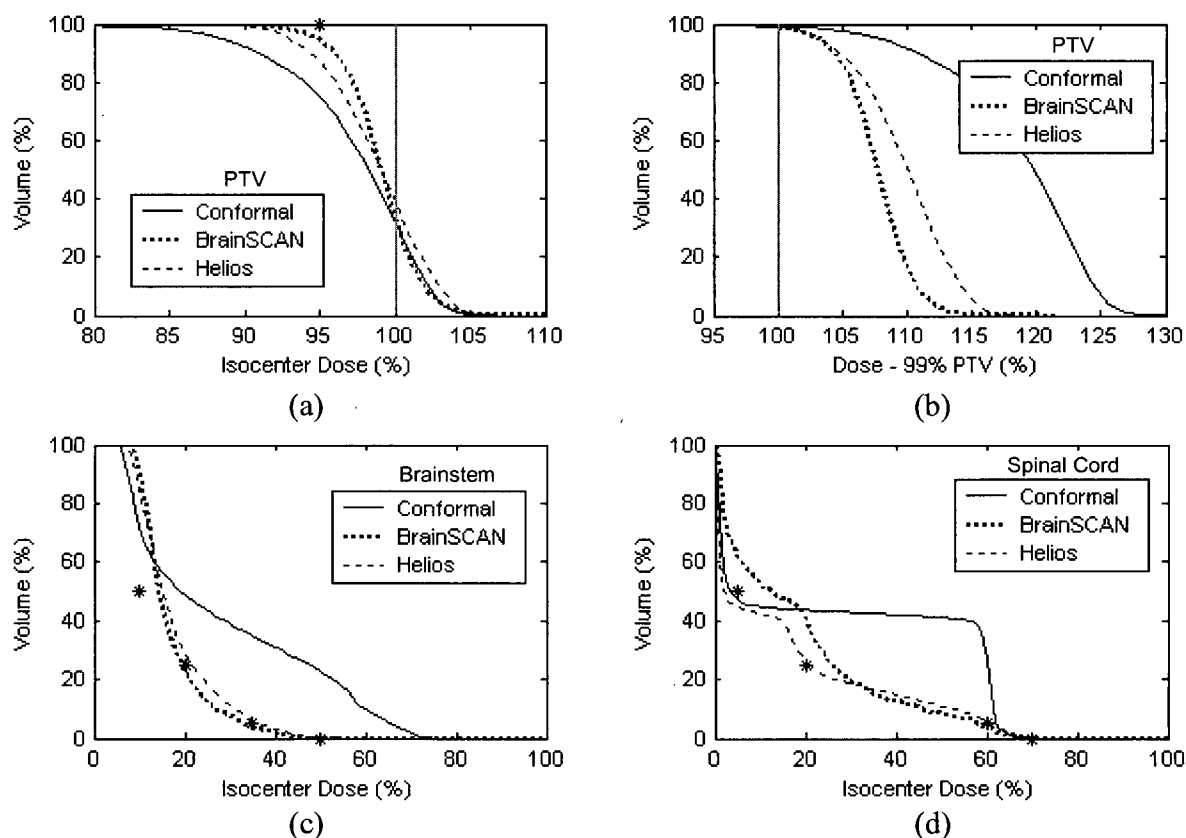 100
80
60
40
20
0
Volume (%)
PTV
Conformal
BrainSCAN
Helios
80 85 90 95 100 105 110
Isocenter Dose (%)
(a)
100
80
60
40
20
0
Volume (%)
PTV
Conformal
BrainSCAN
Helios
95 100 105 110 115 120 125 130
Dose - 99% PTV (%)
(b)
100
80
60
40
20
0
Volume (%)
Brainstem
Conformal
BrainSCAN
Helios
0 20 40 60 80 100
Isocenter Dose (%)
(c)
100
80
60
40
20
0
Volume (%)
Spinal Cord
Conformal
BrainSCAN
Helios
0 20 40 60 80 100
Isocenter Dose (%)
(d)